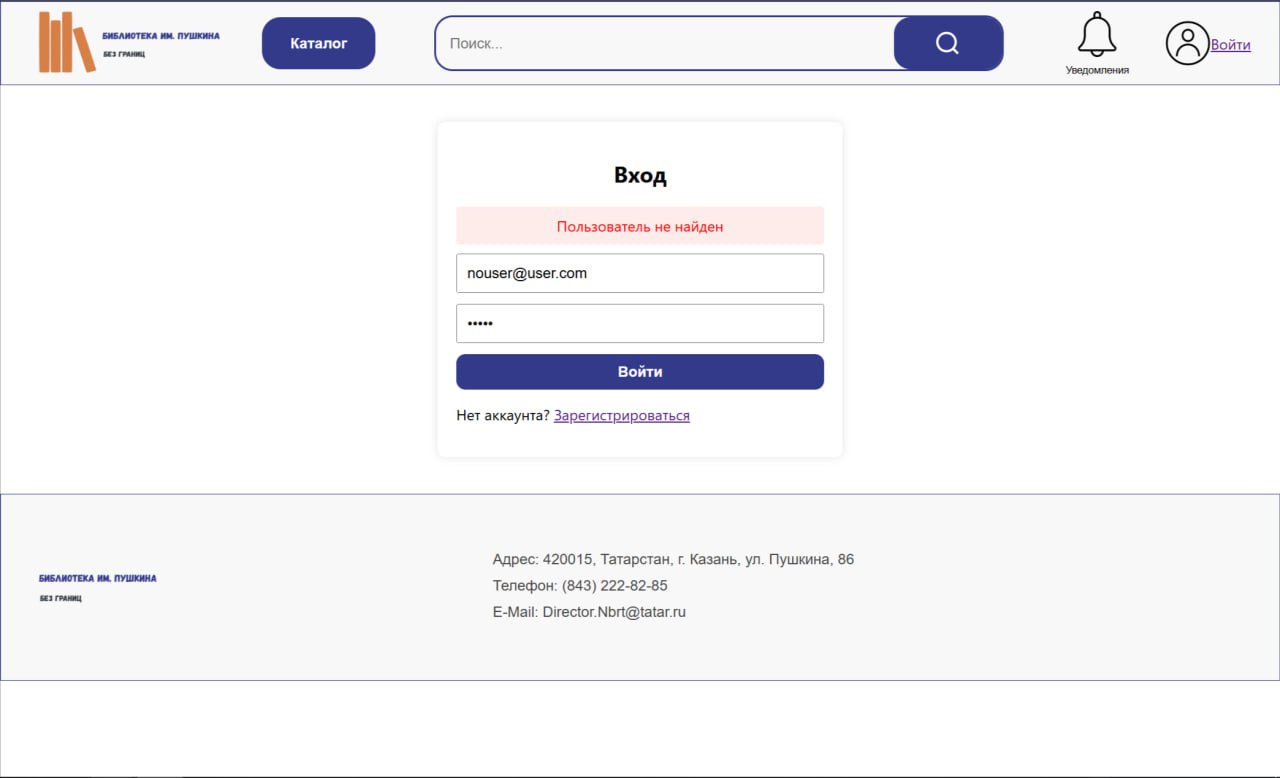 БИБЛИОТЕКА ИМ. ПУШКИНА
БЕЗ ГРАНИЦ
Каталог
Поиск...
Уведомления
Войти
Вход
Пользователь не найден
nouser@user.com
•••••
Войти
Нет аккаунта? Зарегистрироваться
БИБЛИОТЕКА ИМ. ПУШКИНА
БЕЗ ГРАНИЦ
Адрес: 420015, Татарстан, г. Казань, ул. Пушкина, 86
Телефон: (843) 222-82-85
E-Mail: Director.Nbrt@tatar.ru